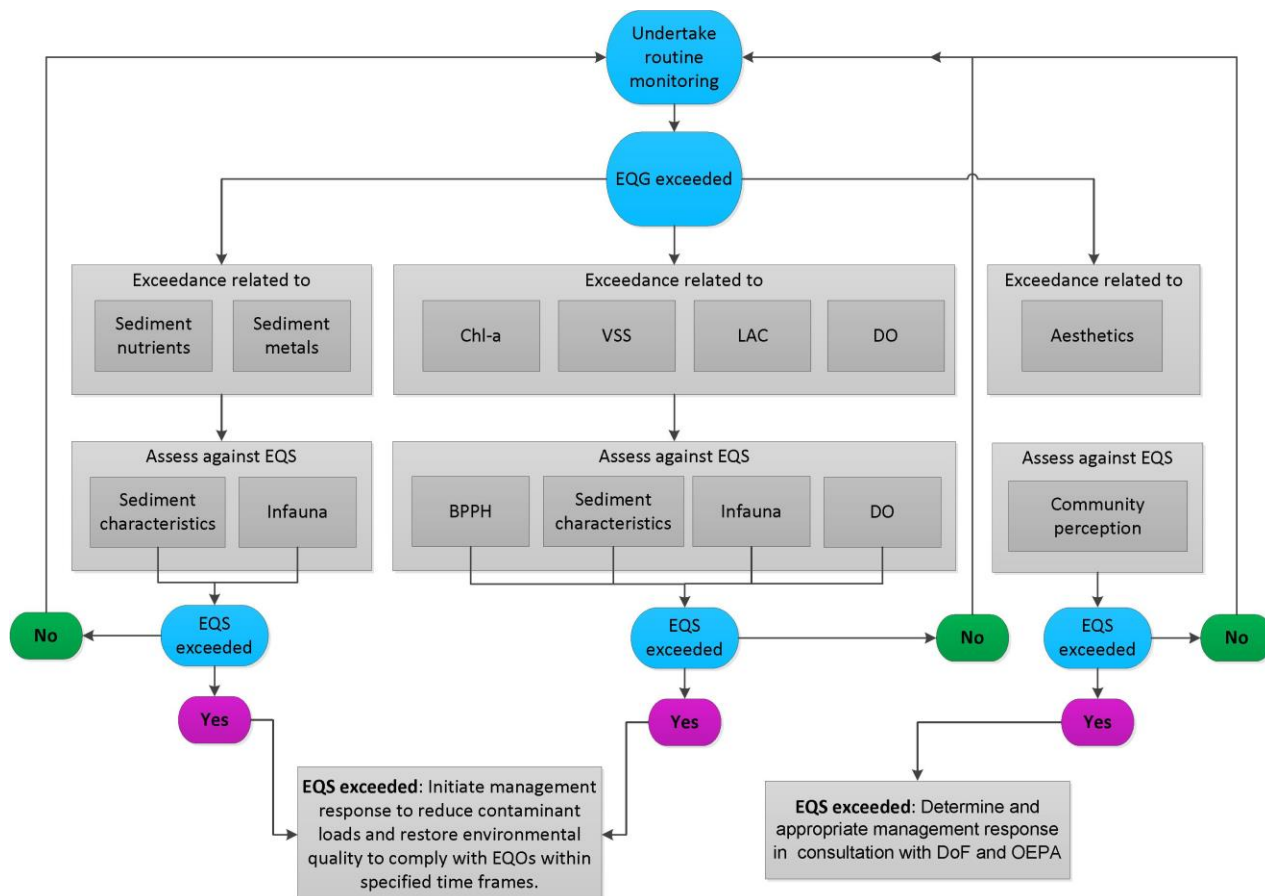 Undertake
routine
monitoring
EQG exceeded
Exceedance related to
Sediment
nutrients
Sediment
metals
Exceedance related to
Chl-a
VSS
LAC
DO
Exceedance related to
Aesthetics
Assess against EQS
Sediment
characteristics
Infauna
Assess against EQS
BPPH
Sediment
characteristics
Infauna
DO
Assess against EQS
Community
perception
No
EQS
exceeded
EQS
exceeded
No
EQS
exceeded
No
Yes
Yes
Yes
EQS exceeded: Initiate management
response to reduce contaminant
loads and restore environmental
quality to comply with EQOs within
specified time frames.
EQS exceeded: Determine and
appropriate management response
in consultation with DoF and OEPA